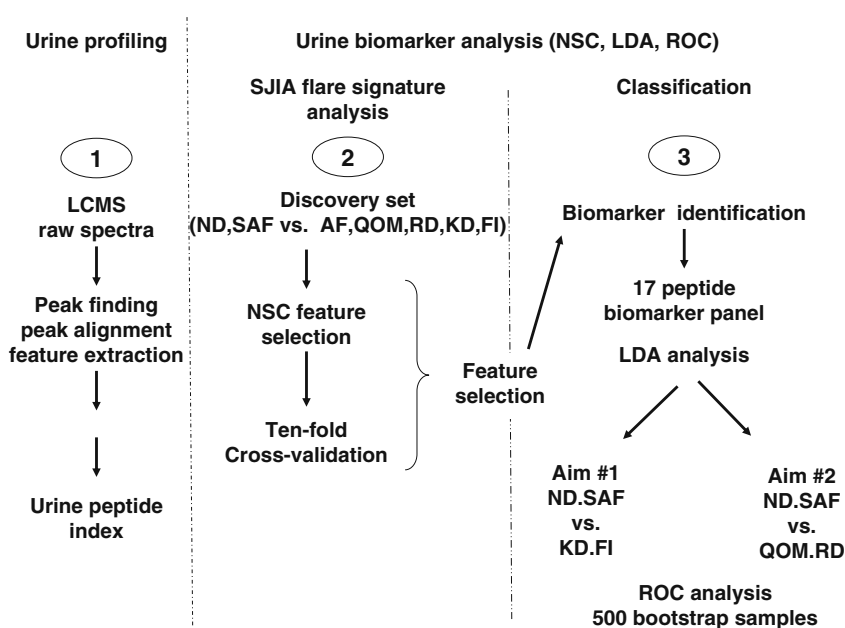 Urine profiling
Urine biomarker analysis (NSC, LDA, ROC)
1
LCMS
raw spectra
Peak finding
peak alignment
feature extraction
Urine peptide
index
SJIA flare signature
analysis
2
Discovery set
(ND,SAF vs. AF,QOM,RD,KD,FI)
NSC feature
selection
Ten-fold
Cross-validation
Feature
selection
Classification
3
Biomarker identification
17 peptide
biomarker panel
LDA analysis
Aim #1
ND.SAF
vs.
KD.FI
Aim #2
ND.SAF
vs.
QOM.RD
ROC analysis
500 bootstrap samples